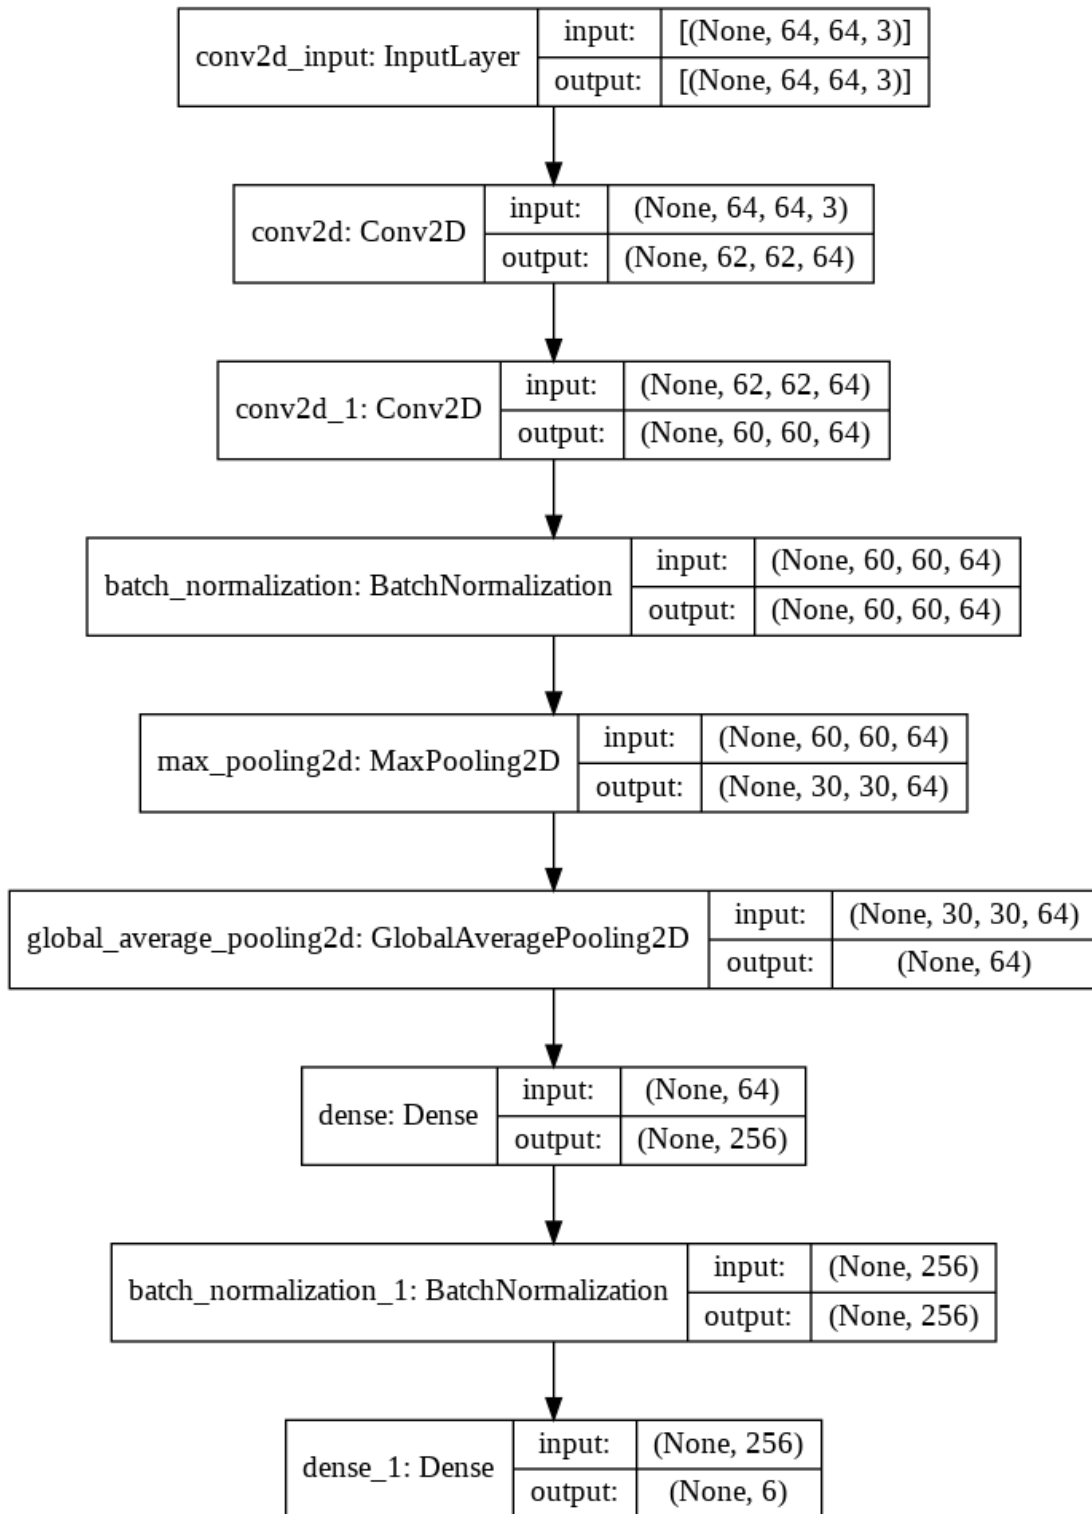 conv2d_input: InputLayer
input:
[(None, 64, 64, 3)]
output:
[(None, 64, 64, 3)]
conv2d: Conv2D
input:
(None, 64, 64, 3)
output:
(None, 62, 62, 64)
conv2d_1: Conv2D
input:
(None, 62, 62, 64)
output:
(None, 60, 60, 64)
batch_normalization: BatchNormalization
input:
(None, 60, 60, 64)
output:
(None, 60, 60, 64)
max_pooling2d: MaxPooling2D
input:
(None, 60, 60, 64)
output:
(None, 30, 30, 64)
global_average_pooling2d: GlobalAveragePooling2D
input:
(None, 30, 30, 64)
output:
(None, 64)
dense: Dense
input:
(None, 64)
output:
(None, 256)
batch_normalization_1: BatchNormalization
input:
(None, 256)
output:
(None, 256)
dense_1: Dense
input:
(None, 256)
output:
(None, 6)